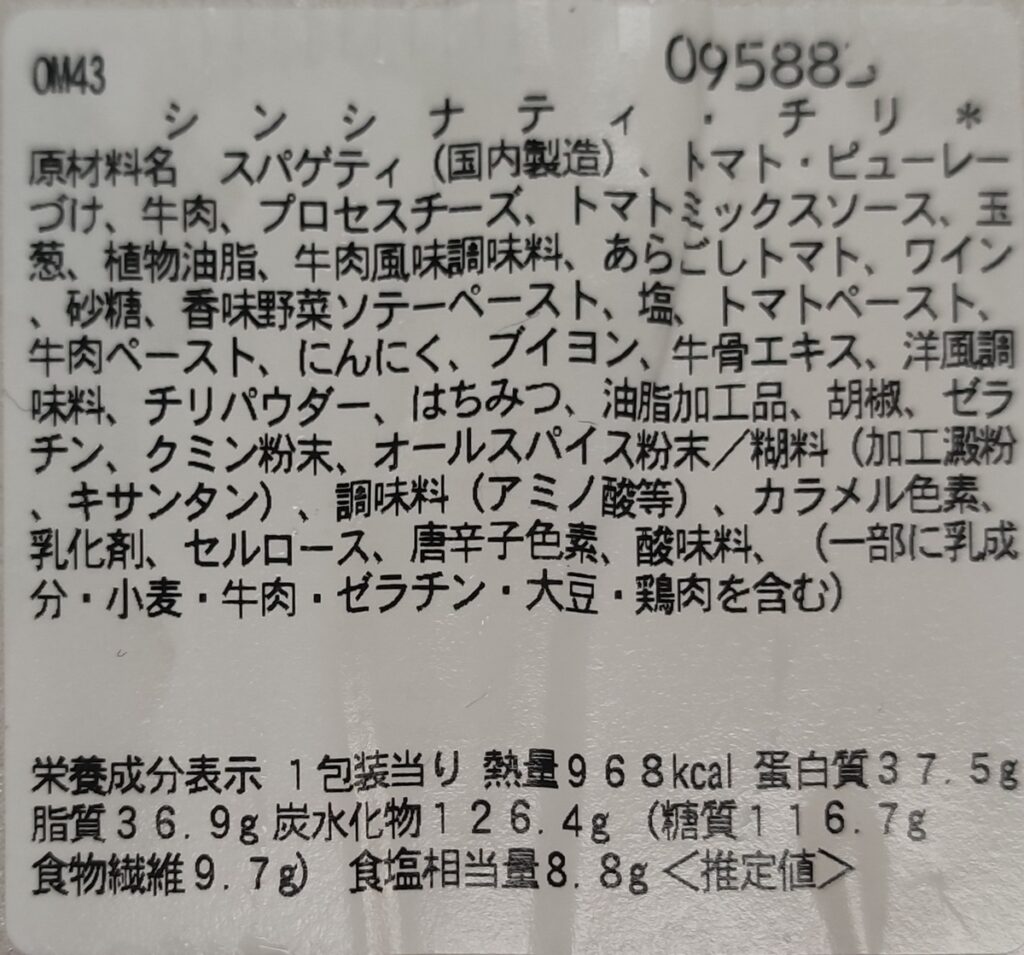 OM43
シンシナティ・チリ*
原材料名 スパゲティ(国内製造)、トマト・ピューレー
づけ、牛肉、プロセスチーズ、トマトミックスソース、玉
葱、植物油脂、牛肉風味調味料、あらごしトマト、ワイン
、砂糖、香味野菜ソテーペースト、塩、トマトペースト、
牛肉ペースト、にんにく、ブイヨン、牛骨エキス、洋風調
味料、チリパウダー、はちみつ、油脂加工品、胡椒、ゼラ
チン、クミン粉末、オールスパイス粉末/糊料(加工澱粉
、キサンタン)、調味料(アミノ酸等)、カラメル色素、
乳化剤、セルロース、唐辛子色素、酸味料、(一部に乳成
分・小麦・牛肉・ゼラチン・大豆・鶏肉を含む)
栄養成分表示 1包装当り 熱量968kcal 蛋白質37.5g
脂質36.9g炭水化物126.4g(糖質116.7g
食物繊維9.7g) 食塩相当量8.8g<推定値>